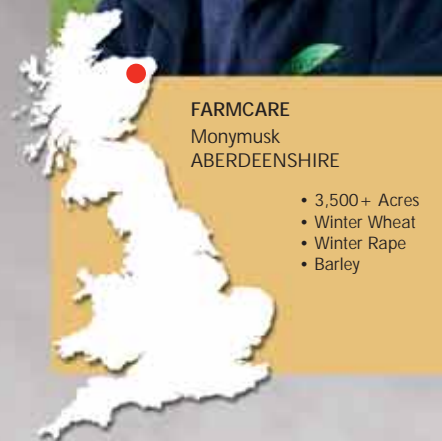 FARMCARE
Monymusk
ABERDEENSHIRE
• 3,500+ Acres
• Winter Wheat
• Winter Rape
• Barley